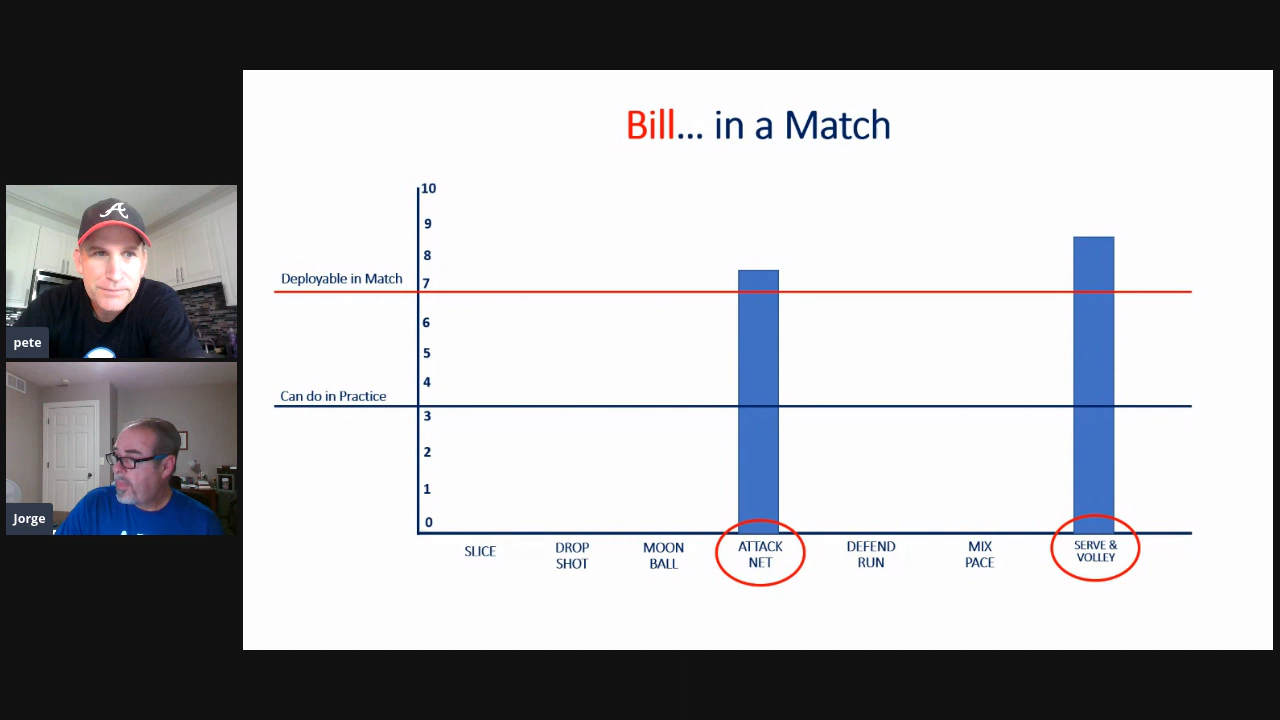 Bill... in a Match
10
9
8
Deployable in Match
7
6
5
4
Can do in Practice
3
2
1
0
SLICE
DROP
SHOT
MOON
BALL
ATTACK
NET
DEFEND
RUN
MIX
PACE
SERVE &
VOLLEY
A
pete
Jorge